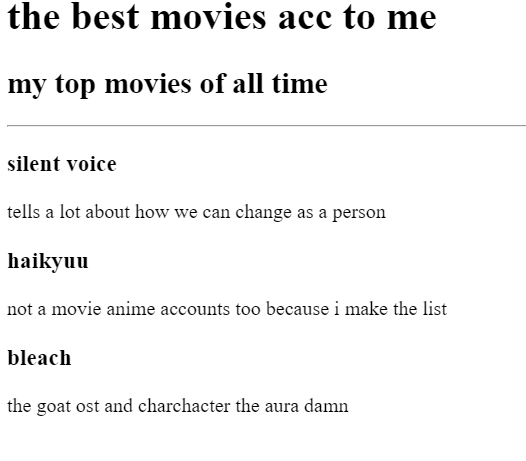 the best movies acc to me
my top movies of all time
silent voice
tells a lot about how we can change as a person
haikyuu
not a movie anime accounts too because i make the list
bleach
the goat ost and charchacter the aura damn